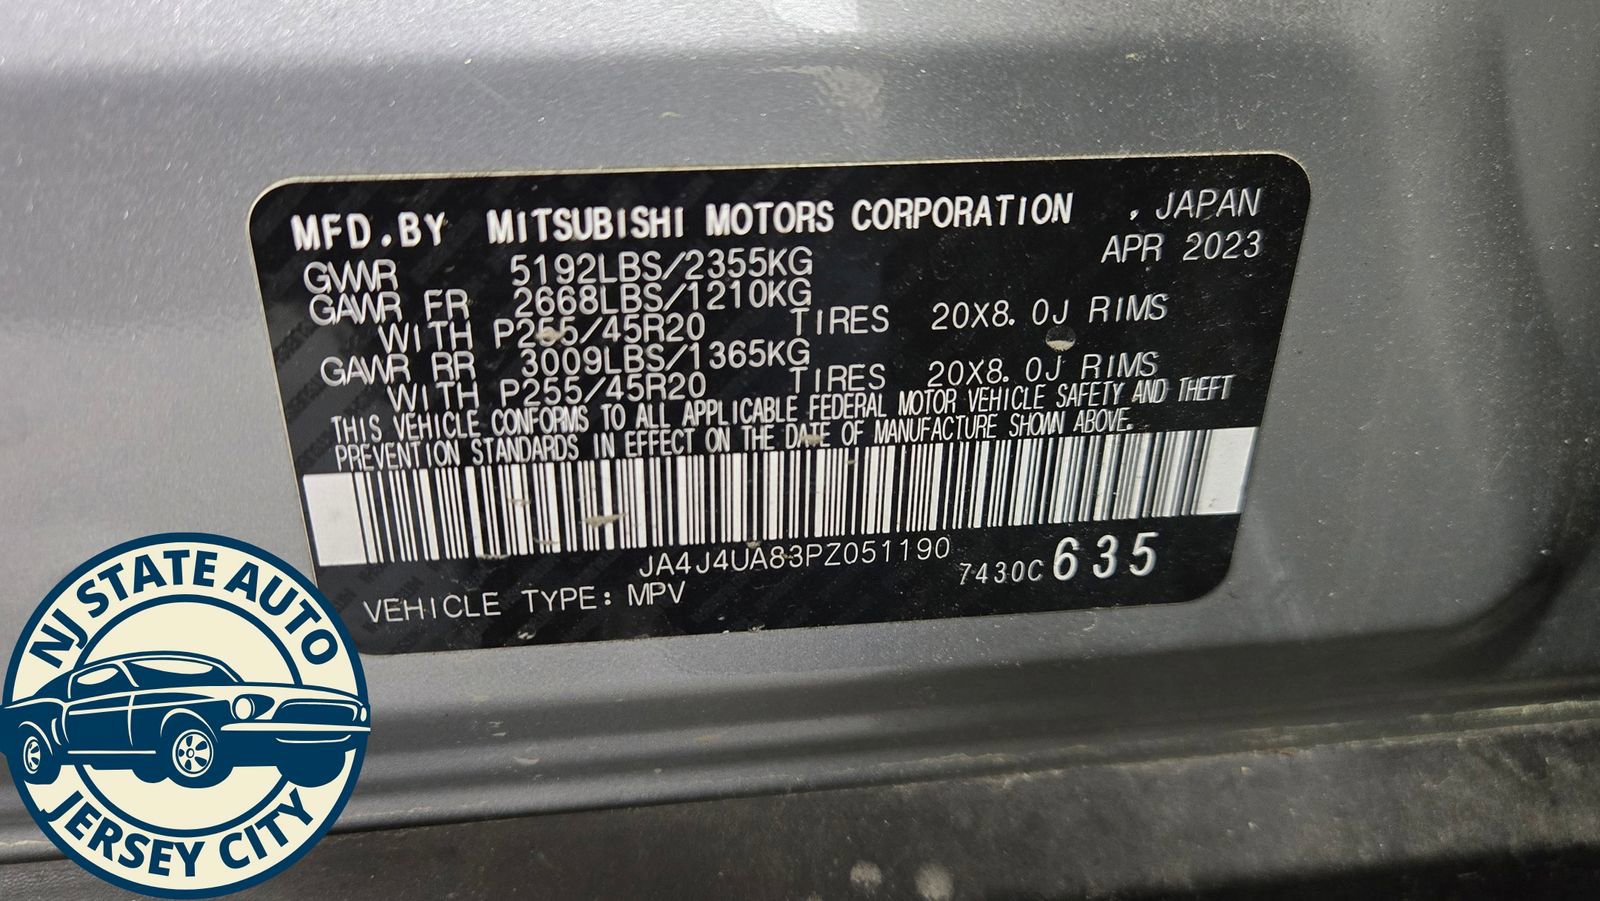 MFD.BY MITSUBISHI MOTORS CORPORATION , JAPAN
APR 2023
GVWR 5192LBS/2355KG
GAWR FR 2668LBS/1210KG
WITH P255/45R20 TIRES 20X8.0J RIMS
GAWR RR 3009LBS/1365KG
WITH P255/45R20 TIRES 20X8.0J RIMS
THIS VEHICLE CONFORMS TO ALL APPLICABLE FEDERAL MOTOR VEHICLE SAFETY AND THEFT
PREVENTION STANDARDS IN EFFECT ON THE DATE OF MANUFACTURE SHOWN ABOVE.
JA4J4UA83PZ051190
7430C 635
VEHICLE TYPE: MPV
NJ STATE AUTO
JERSEY CITY